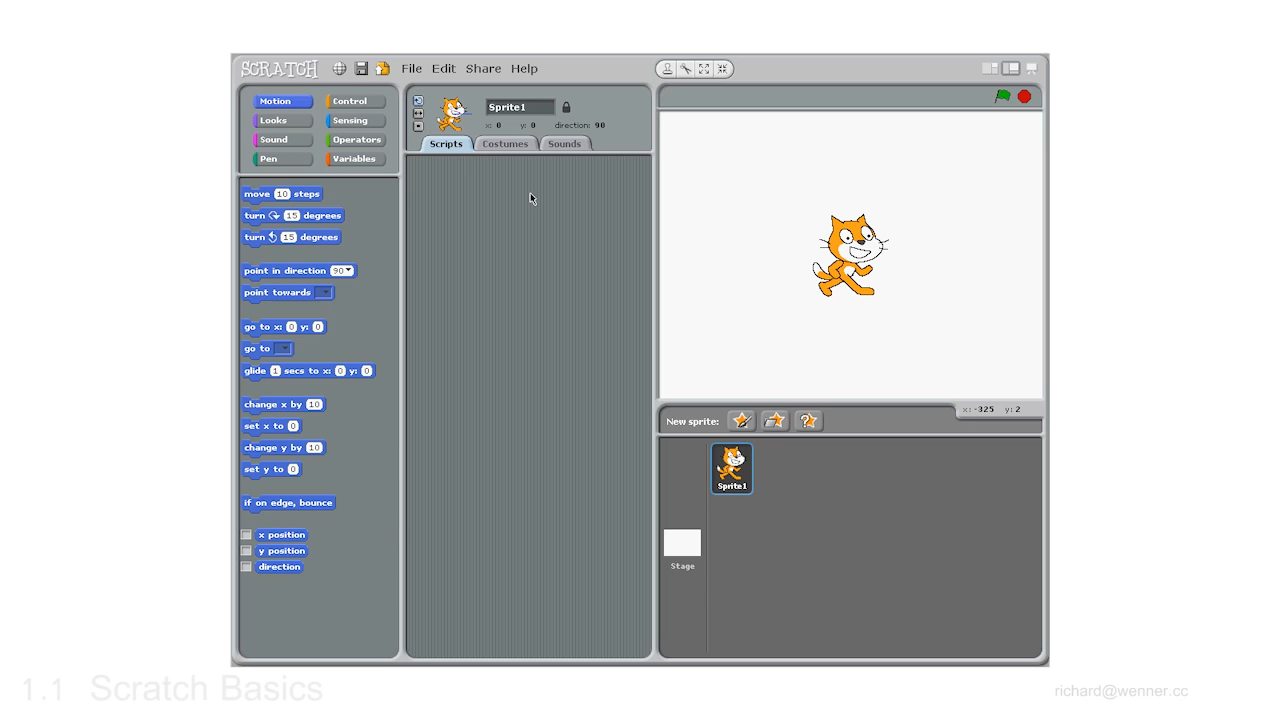 SCRATCH File Edit Share Help
Motion Control
Looks Sensing
Sound Operators
Pen Variables
move 10 steps
turn 15 degrees
turn 15 degrees
point in direction 90
point towards
go to x: 0 y: 0
go to
glide 1 secs to x: 0 y: 0
change x by 10
set x to 0
change y by 10
set y to 0
if on edge, bounce
x position
y position
direction
Sprite1
x: 0 y: 0 direction: 90
Scripts Costumes Sounds
x: -325 y: 2
New sprite:
Sprite1
Stage
1.1 Scratch Basics
richard@wenner.cc